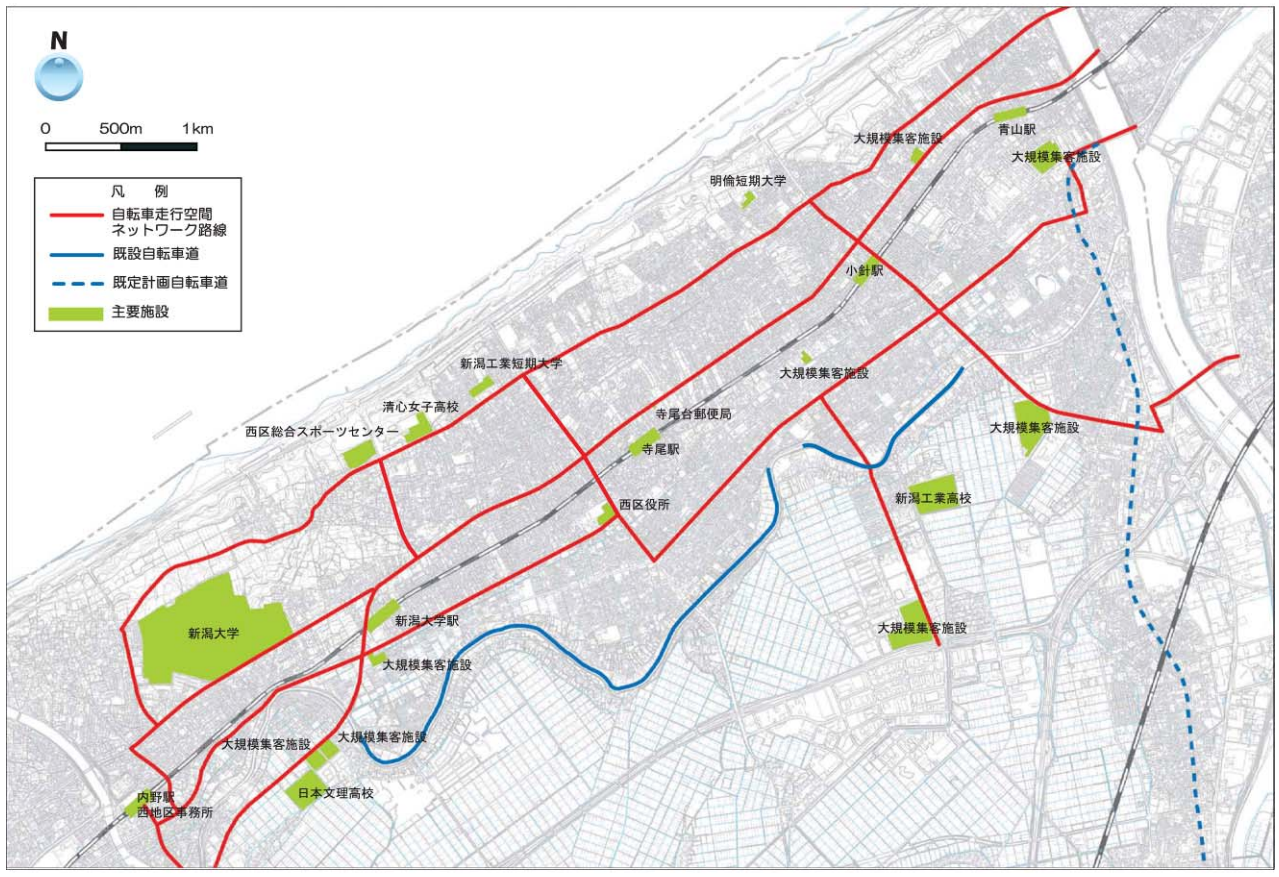 N
0 500m 1km
凡 例
自転車走行空間
ネットワーク路線
既設自転車道
既定計画自転車道
主要施設
青山駅
大規模集客施設
大規模集客施設
明倫短期大学
小針駅
大規模集客施設
新潟工業短期大学
清心女子高校
西区総合スポーツセンター
寺尾台郵便局
寺尾駅
大規模集客施設
新潟工業高校
西区役所
新潟大学
新潟大学駅
大規模集客施設
大規模集客施設
大規模集客施設
大規模集客施設
日本文理高校
内野駅
西地区事務所